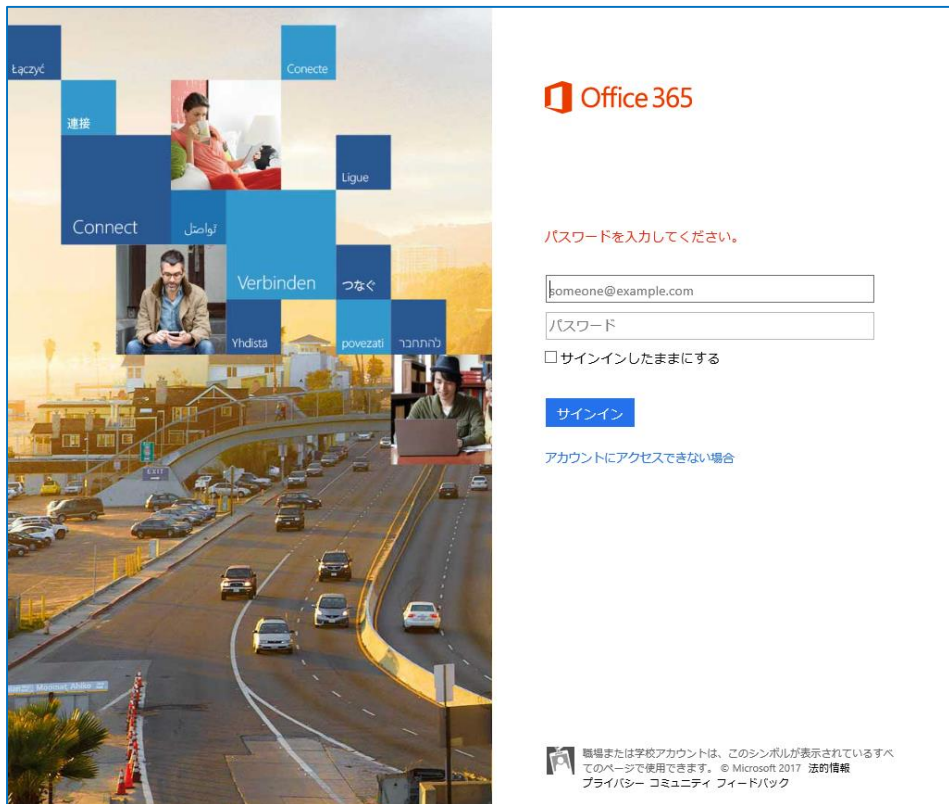 Łączyć
Conecte
連接
Ligue
Connect
تواصل
Verbinden
つなぐ
Yhdistä
povezati
להתחבר
EXIT
Office 365
パスワードを入力してください。
someone@example.com
パスワード
サインインしたままにする
サインイン
アカウントにアクセスできない場合
職場または学校アカウントは、このシンボルが表示されているすべ
てのページで使用できます。 © Microsoft 2017 法的情報
プライバシー コミュニティ フィードバック